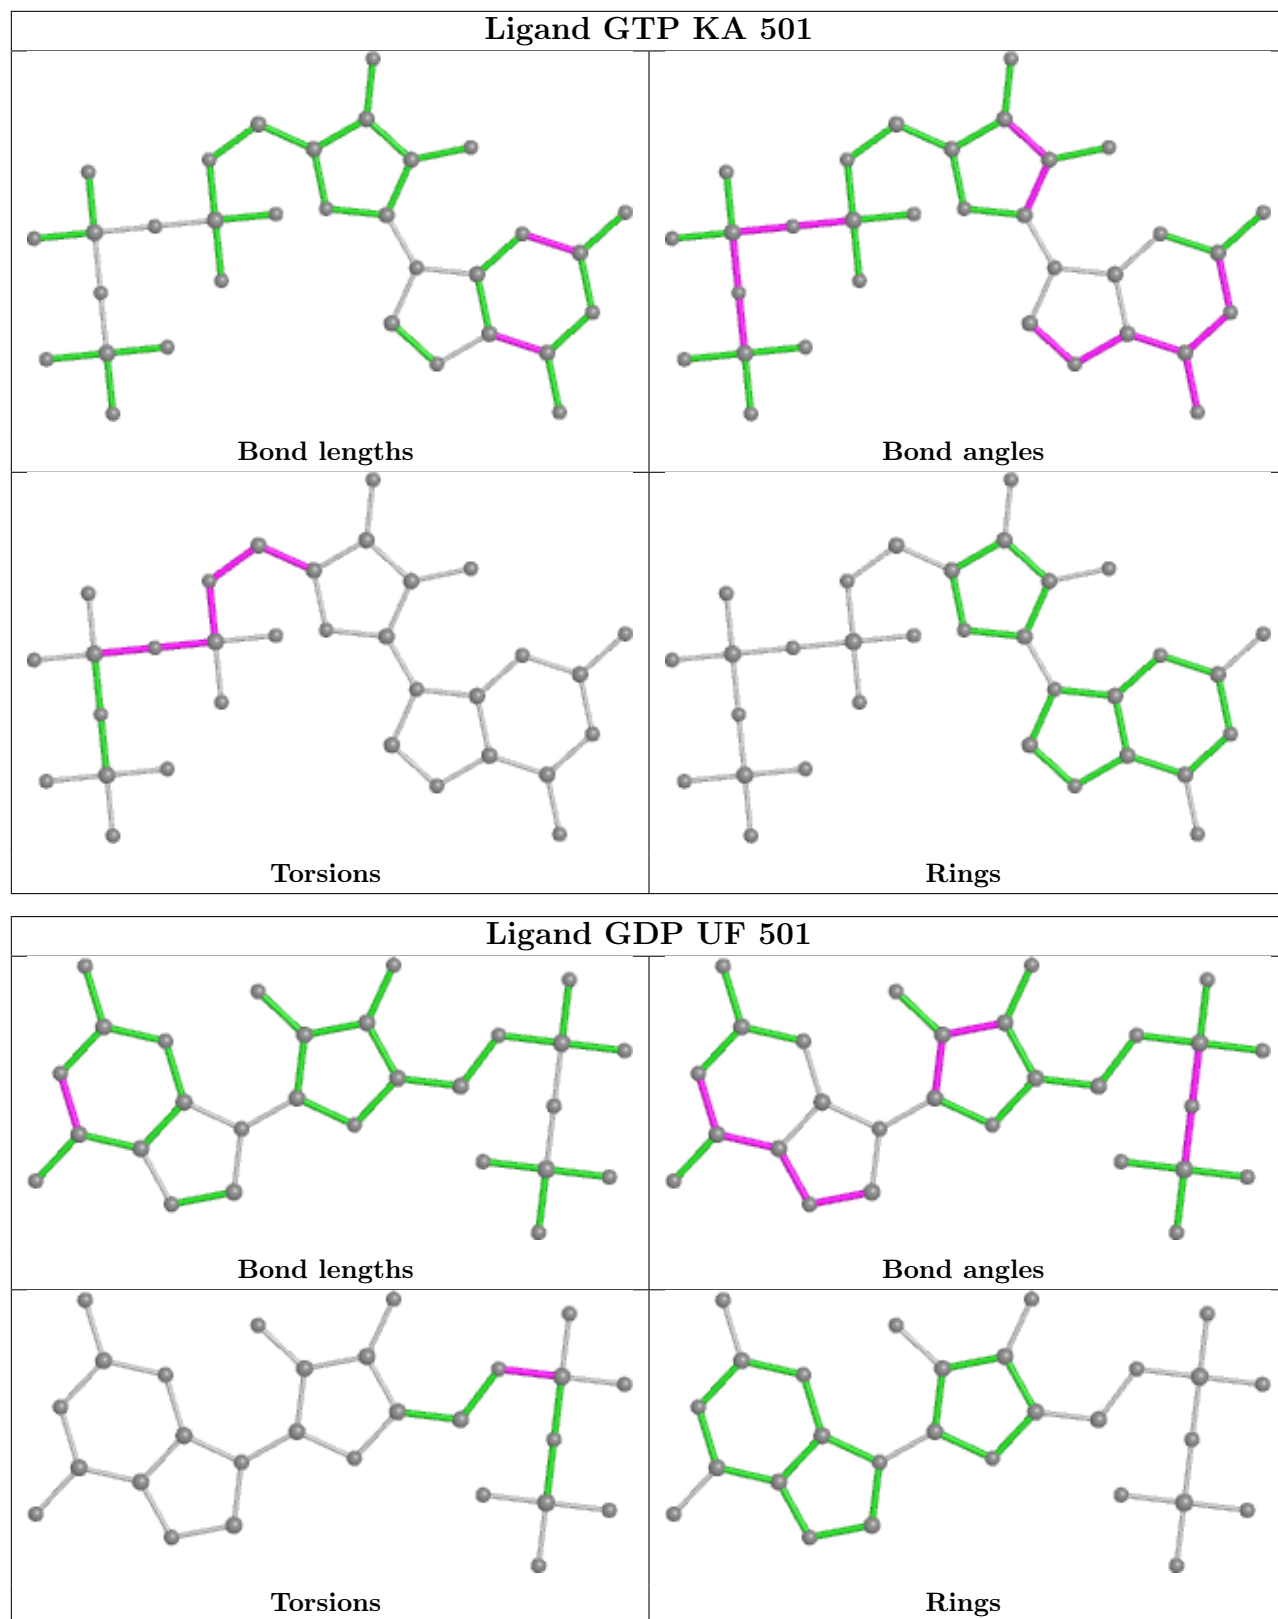 Ligand GTP KA 501
Bond lengths
Bond angles
Torsions
Rings
Ligand GDP UF 501
Bond lengths
Bond angles
Torsions
Rings